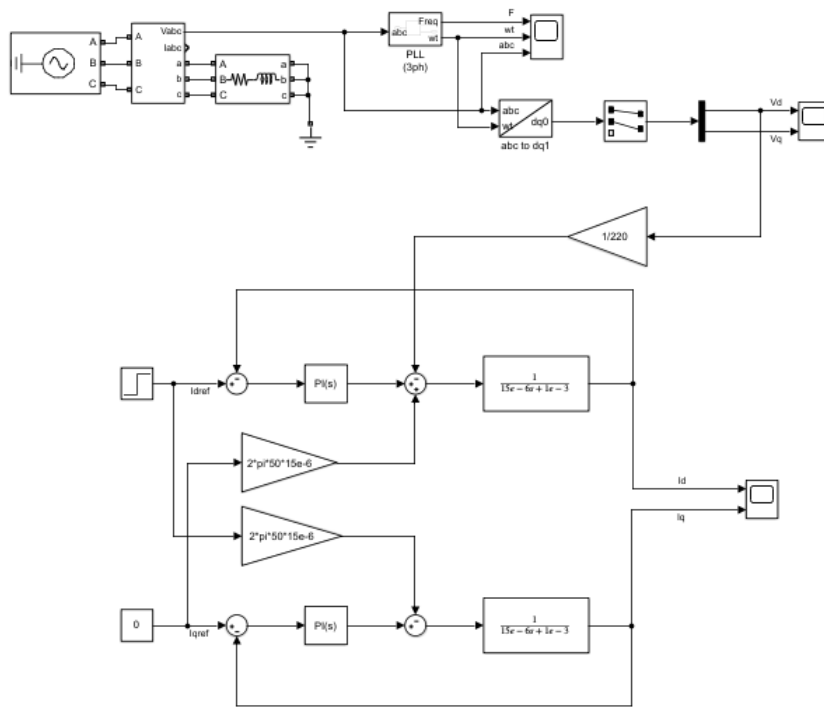 A
B
C
A
B
C
Vabc
Iabc
a
b
c
A
B
C
a
b
c
abc
Freq
wt
PLL
(3ph)
F
wt
abc
abc
wt
dq0
abc to dq1
Vd
Vq
1/220
Idref
PI(s)
1
15e-6s+1e-3
2*pi*50*15e-6
Id
Iq
2*pi*50*15e-6
0
Iqref
PI(s)
1
15e-6s+1e-3